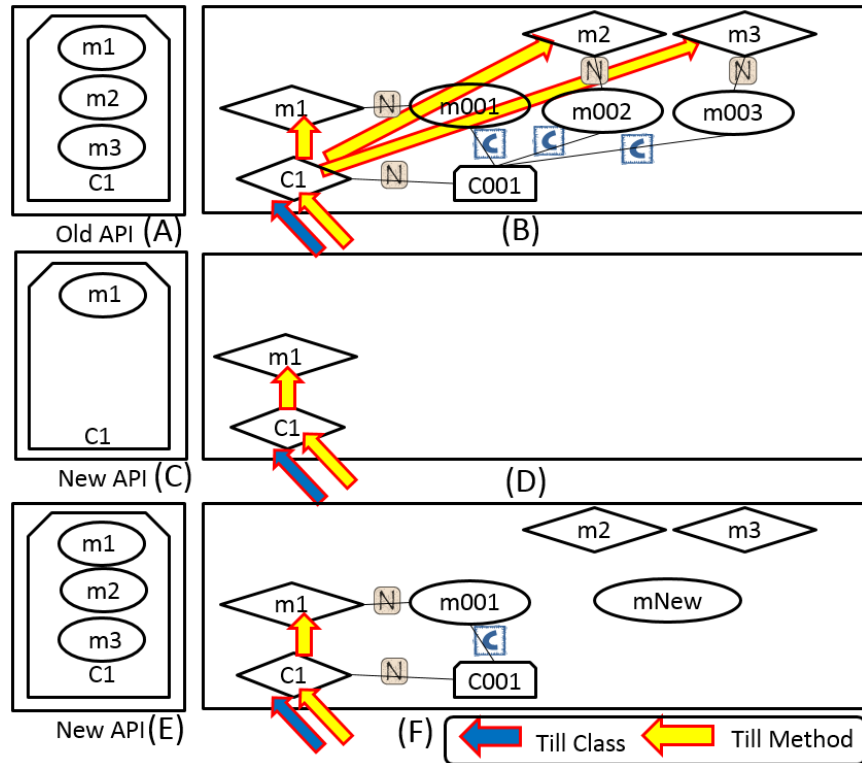 m1
m2
m3
C1
Old API (A)
m2
m3
m1
N
m001
N
m002
N
m003
C
C
C
C1
N
C001
(B)
m1
C1
New API (C)
m1
C1
(D)
m1
m2
m3
C1
New API (E)
m2
m3
m1
N
m001
mNew
C
C1
N
C001
(F)
Till Class
Till Method